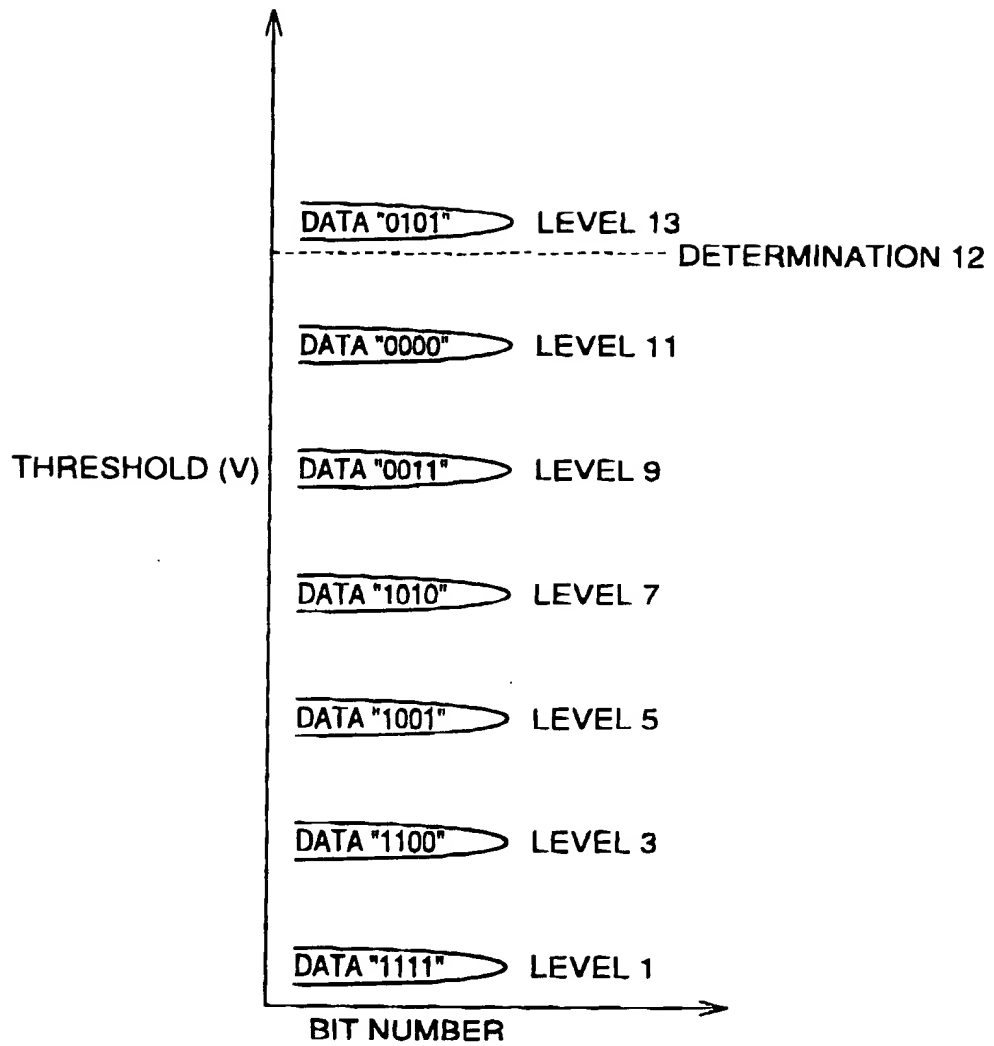 DATA "0101" LEVEL 13
DETERMINATION 12
DATA "0000" LEVEL 11
THRESHOLD (V) DATA "0011" LEVEL 9
DATA "1010" LEVEL 7
DATA "1001" LEVEL 5
DATA "1100" LEVEL 3
DATA "1111" LEVEL 1
BIT NUMBER